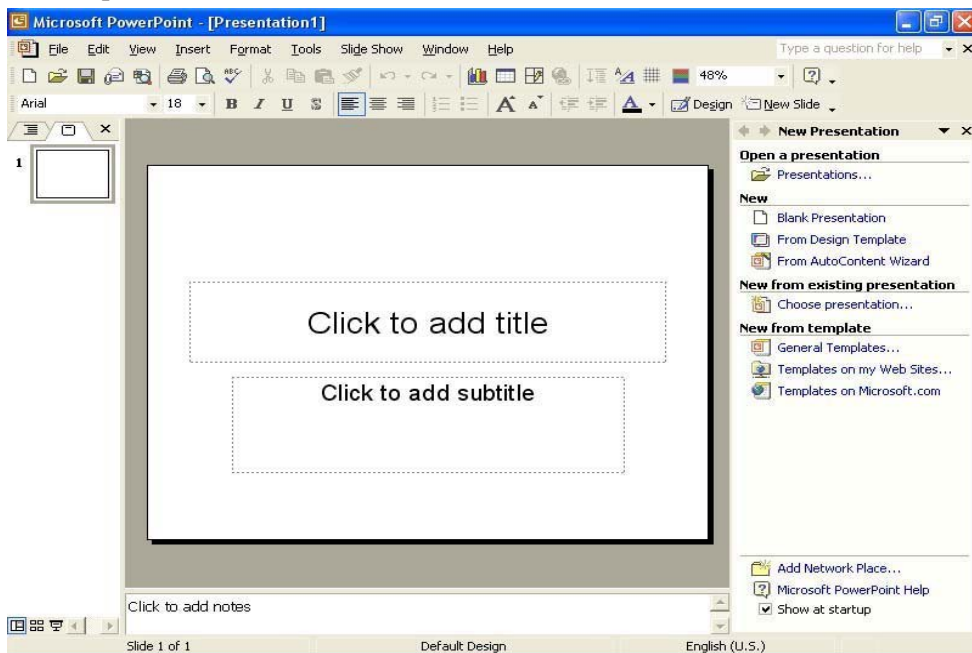 Microsoft PowerPoint - [Presentation1]
File Edit View Insert Format Tools Slide Show Window Help Type a question for help
48%
Arial 18 B I U S A A A Design New Slide
New Presentation
1
Open a presentation
Presentations...
New
Blank Presentation
From Design Template
From AutoContent Wizard
New from existing presentation
Choose presentation...
New from template
General Templates...
Templates on my Web Sites...
Templates on Microsoft.com
Click to add title
Click to add subtitle
Add Network Place...
Microsoft PowerPoint Help
Show at startup
Click to add notes
Slide 1 of 1 Default Design English (U.S.)